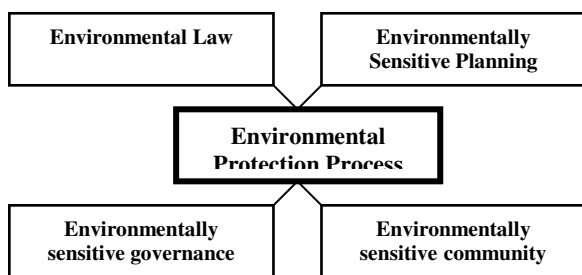 Environmental Law
Environmentally
Sensitive Planning
Environmental
Protection Process
Environmentally
sensitive governance
Environmentally
sensitive community